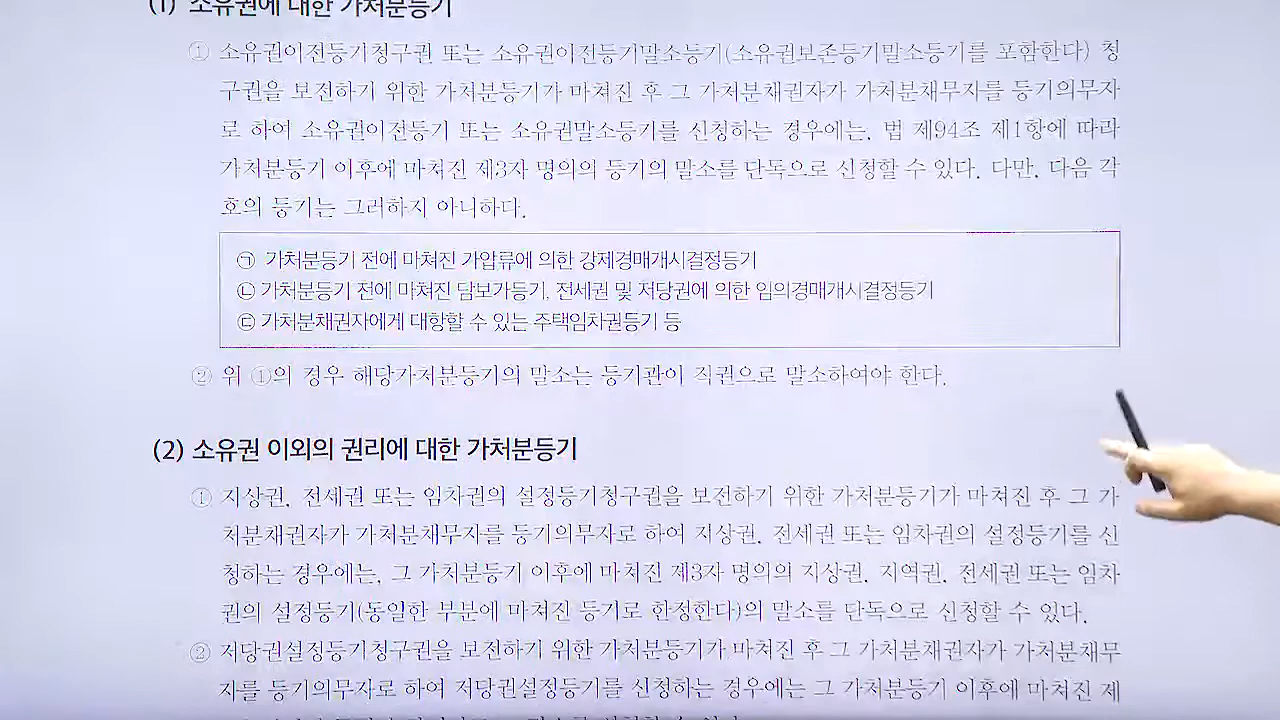 (1) 소유권에 대한 가처분등기
① 소유권이전등기청구권 또는 소유권이전등기말소등기(소유권보존등기말소등기를 포함한다) 청
구권을 보전하기 위한 가처분등기가 마쳐진 후 그 가처분채권자가 가처분채무자를 등기의무자
로 하여 소유권이전등기 또는 소유권말소등기를 신청하는 경우에는, 법 제94조 제1항에 따라
가처분등기 이후에 마쳐진 제3자 명의의 등기의 말소를 단독으로 신청할 수 있다. 다만, 다음 각
호의 등기는 그러하지 아니하다.
㉠ 가처분등기 전에 마쳐진 가압류에 의한 강제경매개시결정등기
㉡ 가처분등기 전에 마쳐진 담보가등기, 전세권 및 저당권에 의한 임의경매개시결정등기
㉢ 가처분채권자에게 대항할 수 있는 주택임차권등기 등
② 위 ①의 경우 해당가처분등기의 말소는 등기관이 직권으로 말소하여야 한다.
(2) 소유권 이외의 권리에 대한 가처분등기
① 지상권, 전세권 또는 임차권의 설정등기청구권을 보전하기 위한 가처분등기가 마쳐진 후 그 가
처분채권자가 가처분채무자를 등기의무자로 하여 지상권, 전세권 또는 임차권의 설정등기를 신
청하는 경우에는, 그 가처분등기 이후에 마쳐진 제3자 명의의 지상권, 지역권, 전세권 또는 임차
권의 설정등기(동일한 부분에 마쳐진 등기로 한정한다)의 말소를 단독으로 신청할 수 있다.
② 저당권설정등기청구권을 보전하기 위한 가처분등기가 마쳐진 후 그 가처분채권자가 가처분채무
자를 등기의무자로 하여 저당권설정등기를 신청하는 경우에는 그 가처분등기 이후에 마쳐진 제